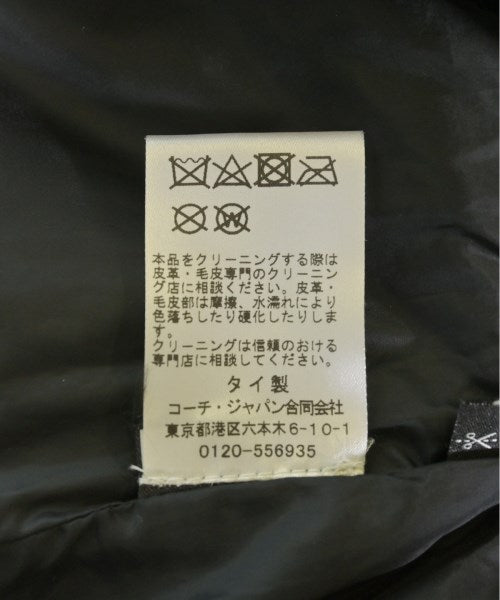 W
本品をクリーニングする際は
皮革・毛皮専門のクリーニン
グ店に相談ください。皮革・
毛皮部は摩擦、水濡れにより
色落ちしたり硬化したりしま
す。
クリーニングは信頼のおける
専門店に相談してください。
タイ製
コーチ・ジャパン合同会社
東京都港区六本木6-10-1
0120-556935